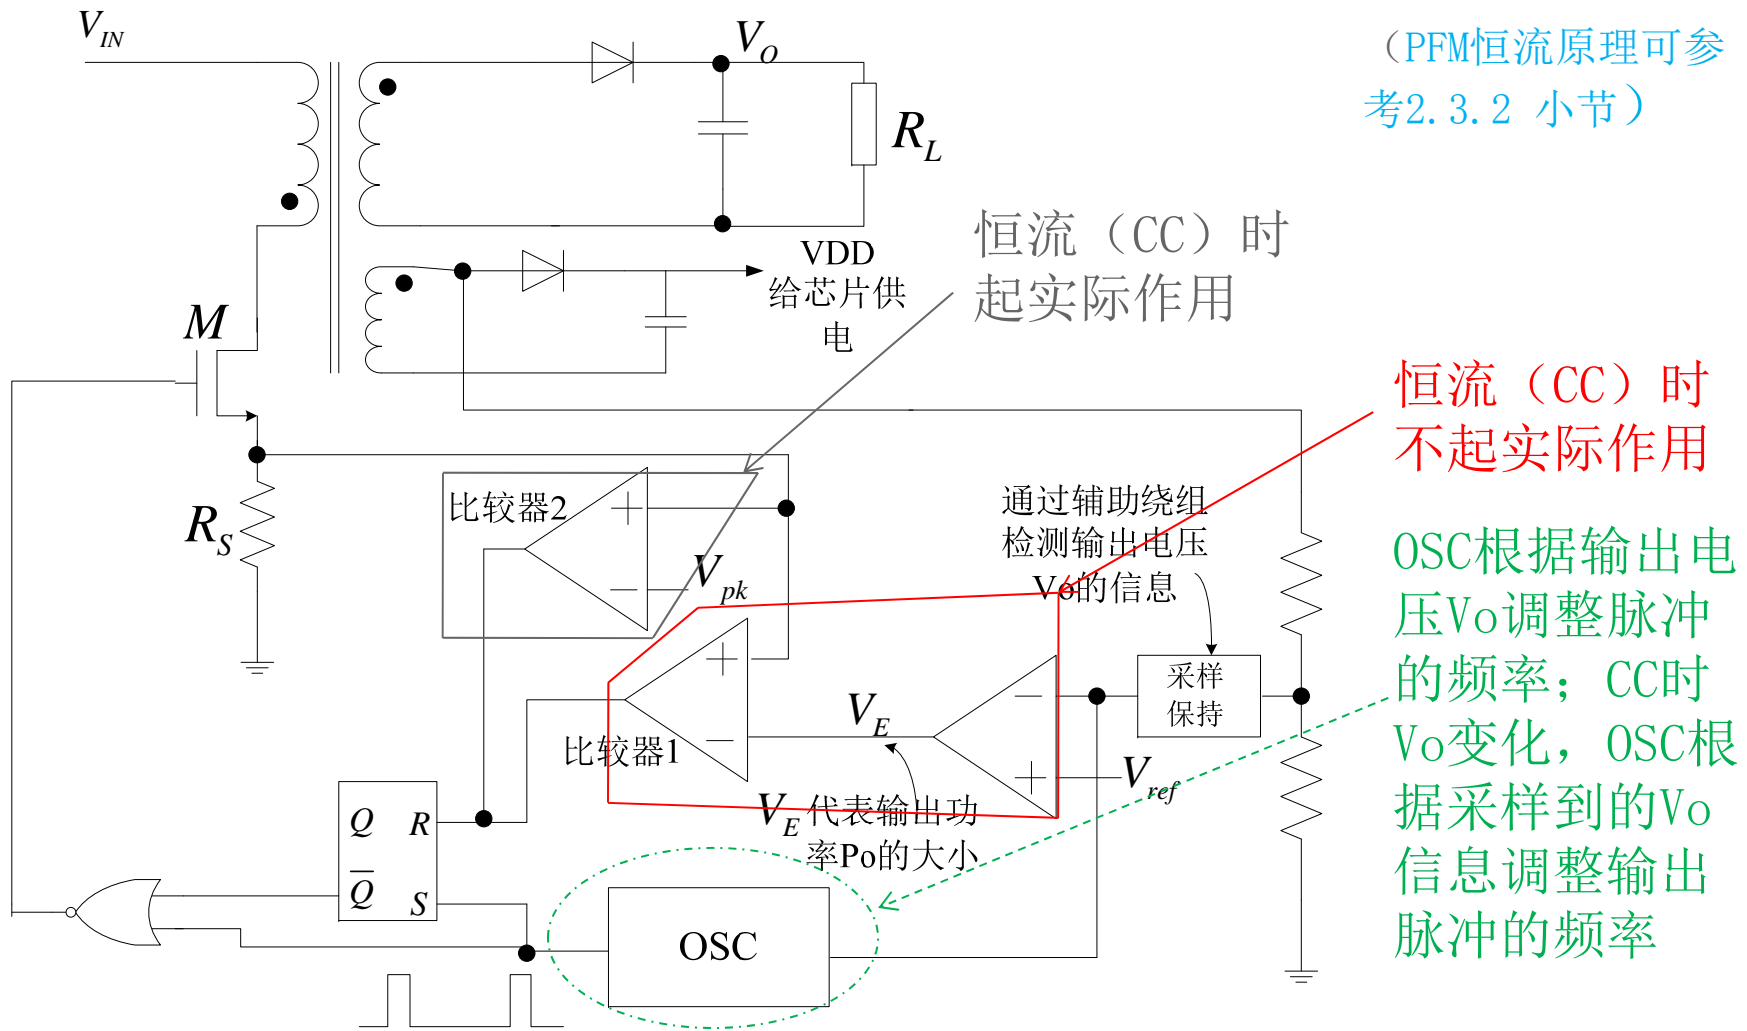 V_IN
V_O
（PFM恒流原理可参
考2.3.2 小节）
R_L
恒流（CC）时
起实际作用
VDD
给芯片供
电
M
恒流（CC）时
不起实际作用
比较器2
R_S
V_pk
通过辅助绕组
检测输出电压
Vo的信息
OSC根据输出电
压Vo调整脉冲
的频率；CC时
Vo变化，OSC根
据采样到的Vo
信息调整输出
脉冲的频率
采样
保持
V_E
比较器1
V_ref
V_E 代表输出功
率Po的大小
Q R
Q̅ S
OSC